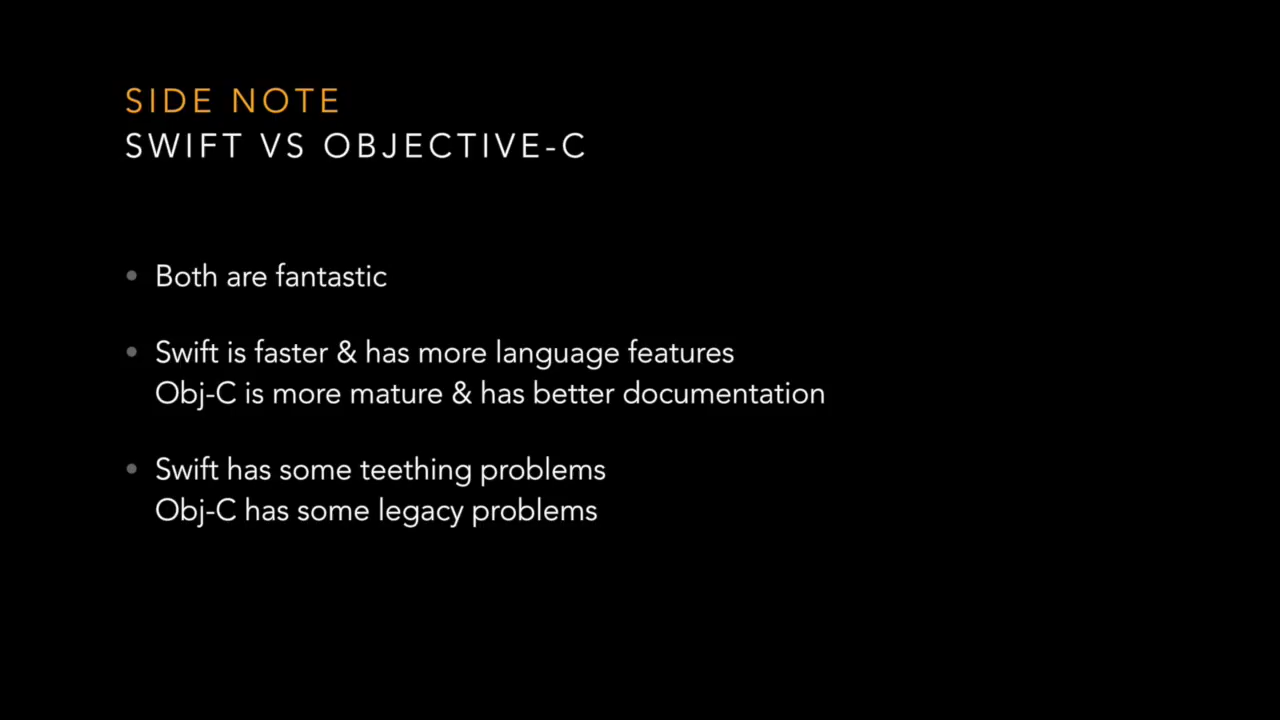 SIDE NOTE
SWIFT VS OBJECTIVE-C
• Both are fantastic
• Swift is faster & has more language features
Obj-C is more mature & has better documentation
• Swift has some teething problems
Obj-C has some legacy problems